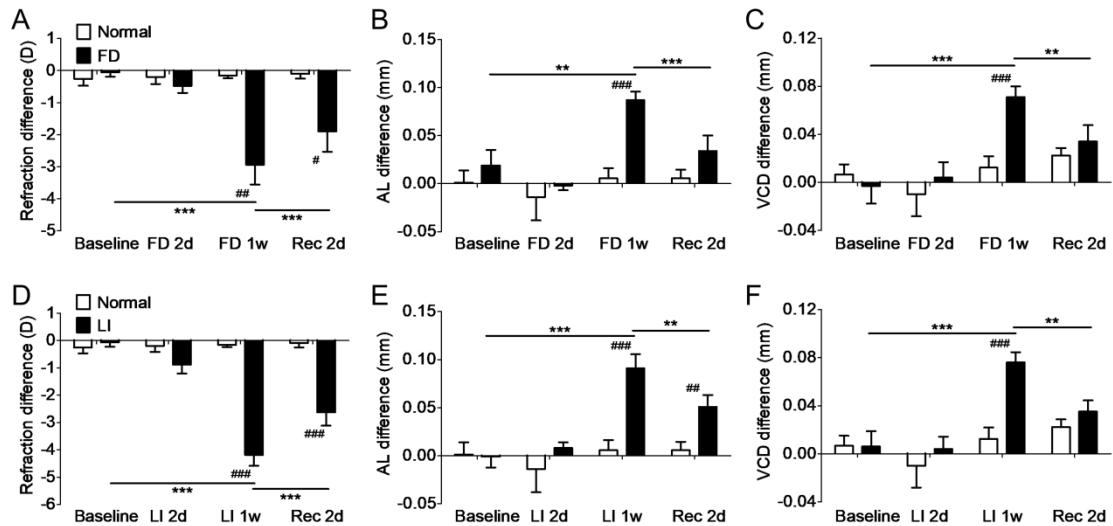 A
Normal
FD
Refraction difference (D)
0
-1
-2
-3
-4
-5
##
#
***
***
Baseline FD 2d FD 1w Rec 2d
B
AL difference (mm)
0.15
0.10
0.05
0.00
-0.05
**
***
###
Baseline FD 2d FD 1w Rec 2d
C
VCD difference (mm)
0.12
0.08
0.04
0.00
-0.04
***
**
###
Baseline FD 2d FD 1w Rec 2d
D
Normal
LI
Refraction difference (D)
0
-1
-2
-3
-4
-5
-6
###
###
***
***
Baseline LI 2d LI 1w Rec 2d
E
AL difference (mm)
0.15
0.10
0.05
0.00
-0.05
***
**
###
##
Baseline LI 2d LI 1w Rec 2d
F
VCD difference (mm)
0.12
0.08
0.04
0.00
-0.04
***
**
###
Baseline LI 2d LI 1w Rec 2d